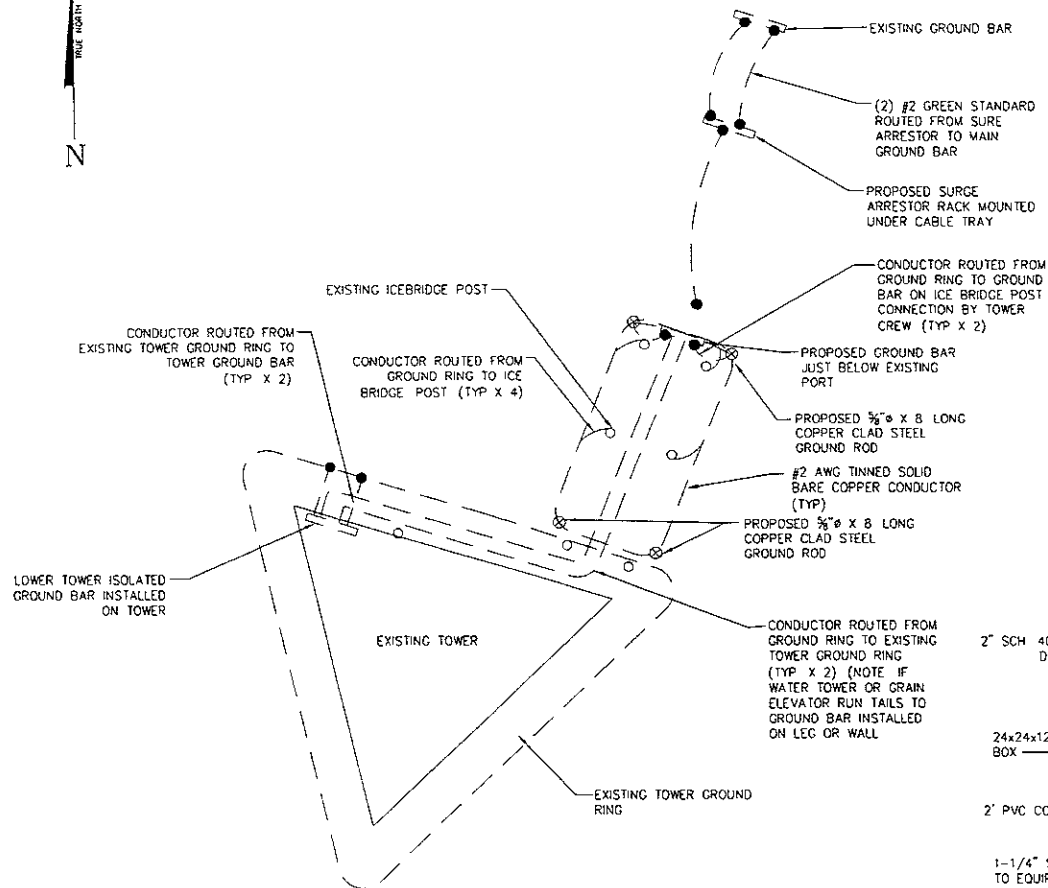 TRUE NORTH
N
EXISTING GROUND BAR
(2) #2 GREEN STANDARD
ROUTED FROM SURE
ARRESTOR TO MAIN
GROUND BAR
PROPOSED SURGE
ARRESTOR RACK MOUNTED
UNDER CABLE TRAY
CONDUCTOR ROUTED FROM
GROUND RING TO GROUND
BAR ON ICE BRIDGE POST
CONNECTION BY TOWER
CREW (TYP X 2)
EXISTING ICEBRIDGE POST
CONDUCTOR ROUTED FROM
EXISTING TOWER GROUND RING TO
TOWER GROUND BAR
(TYP X 2)
CONDUCTOR ROUTED FROM
GROUND RING TO ICE
BRIDGE POST (TYP X 4)
PROPOSED GROUND BAR
JUST BELOW EXISTING
PORT
PROPOSED ⅝"ø X 8 LONG
COPPER CLAD STEEL
GROUND ROD
#2 AWG TINNED SOLID
BARE COPPER CONDUCTOR
(TYP)
PROPOSED ⅝"ø X 8 LONG
COPPER CLAD STEEL
GROUND ROD
LOWER TOWER ISOLATED
GROUND BAR INSTALLED
ON TOWER
EXISTING TOWER
CONDUCTOR ROUTED FROM
GROUND RING TO EXISTING
TOWER GROUND RING
(TYP X 2) (NOTE IF
WATER TOWER OR GRAIN
ELEVATOR RUN TAILS TO
GROUND BAR INSTALLED
ON LEG OR WALL
EXISTING TOWER GROUND
RING
2" SCH 40
D
24x24x12
BOX
2' PVC CO
1-1/4" S
TO EQUIP